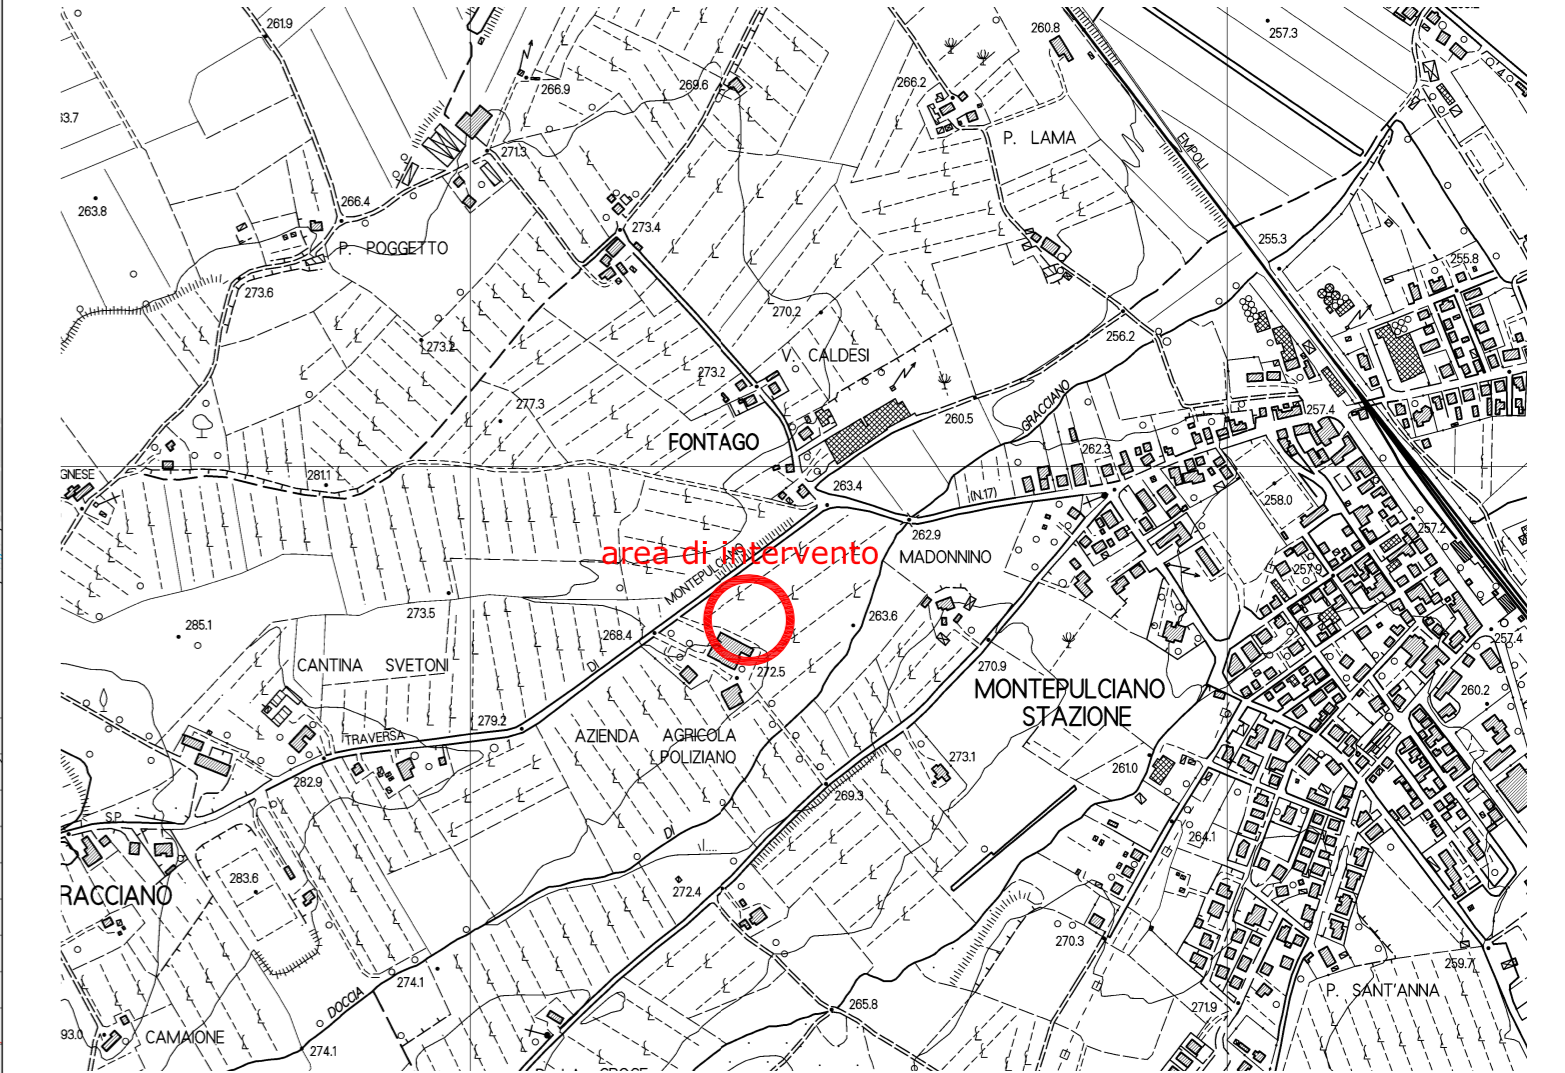 261.9
260.8
257.3
266.9
269.6
266.2
P. LAMA
EMPOLI
271.3
263.8
266.4
273.4
P. POGGETTO
255.3
255.8
273.6
270.2
256.2
273.2
V. CALDESI
273.2
GRACCIANO
277.3
260.5
257.4
FONTAGO
262.3
281.1
GNESE
263.4
(N.17)
258.0
262.9
257.2
area di intervento
MADONNINO
257.9
MONTEPULCIANO
273.5
263.6
285.1
268.4
257.4
DI
CANTINA SVETONI
272.5
270.9
MONTEPULCIANO
STAZIONE
260.2
279.2
TRAVERSA
AZIENDA AGRICOLA
POLIZIANO
273.1
261.0
282.9
269.3
S.P.
DI
264.1
283.6
272.4
RACCIANO
270.3
259.7
274.1
P. SANT'ANNA
DOCCIA
265.8
271.9
93.0
CAMAIONE
274.1